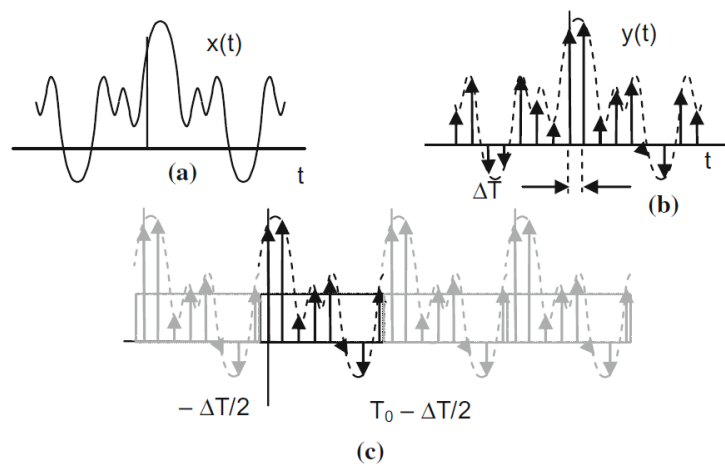 x(t)
t
(a)
y(t)
t
ΔT
(b)
– ΔT/2
T₀ – ΔT/2
(c)